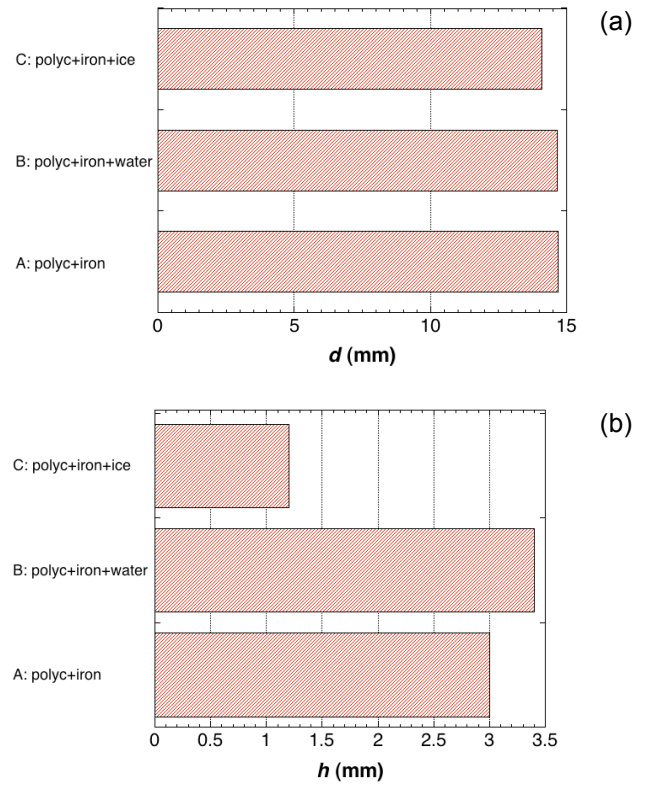 (a)
C: polyc+iron+ice
B: polyc+iron+water
A: polyc+iron
0 5 10 15
d (mm)
(b)
C: polyc+iron+ice
B: polyc+iron+water
A: polyc+iron
0 0.5 1 1.5 2 2.5 3 3.5
h (mm)